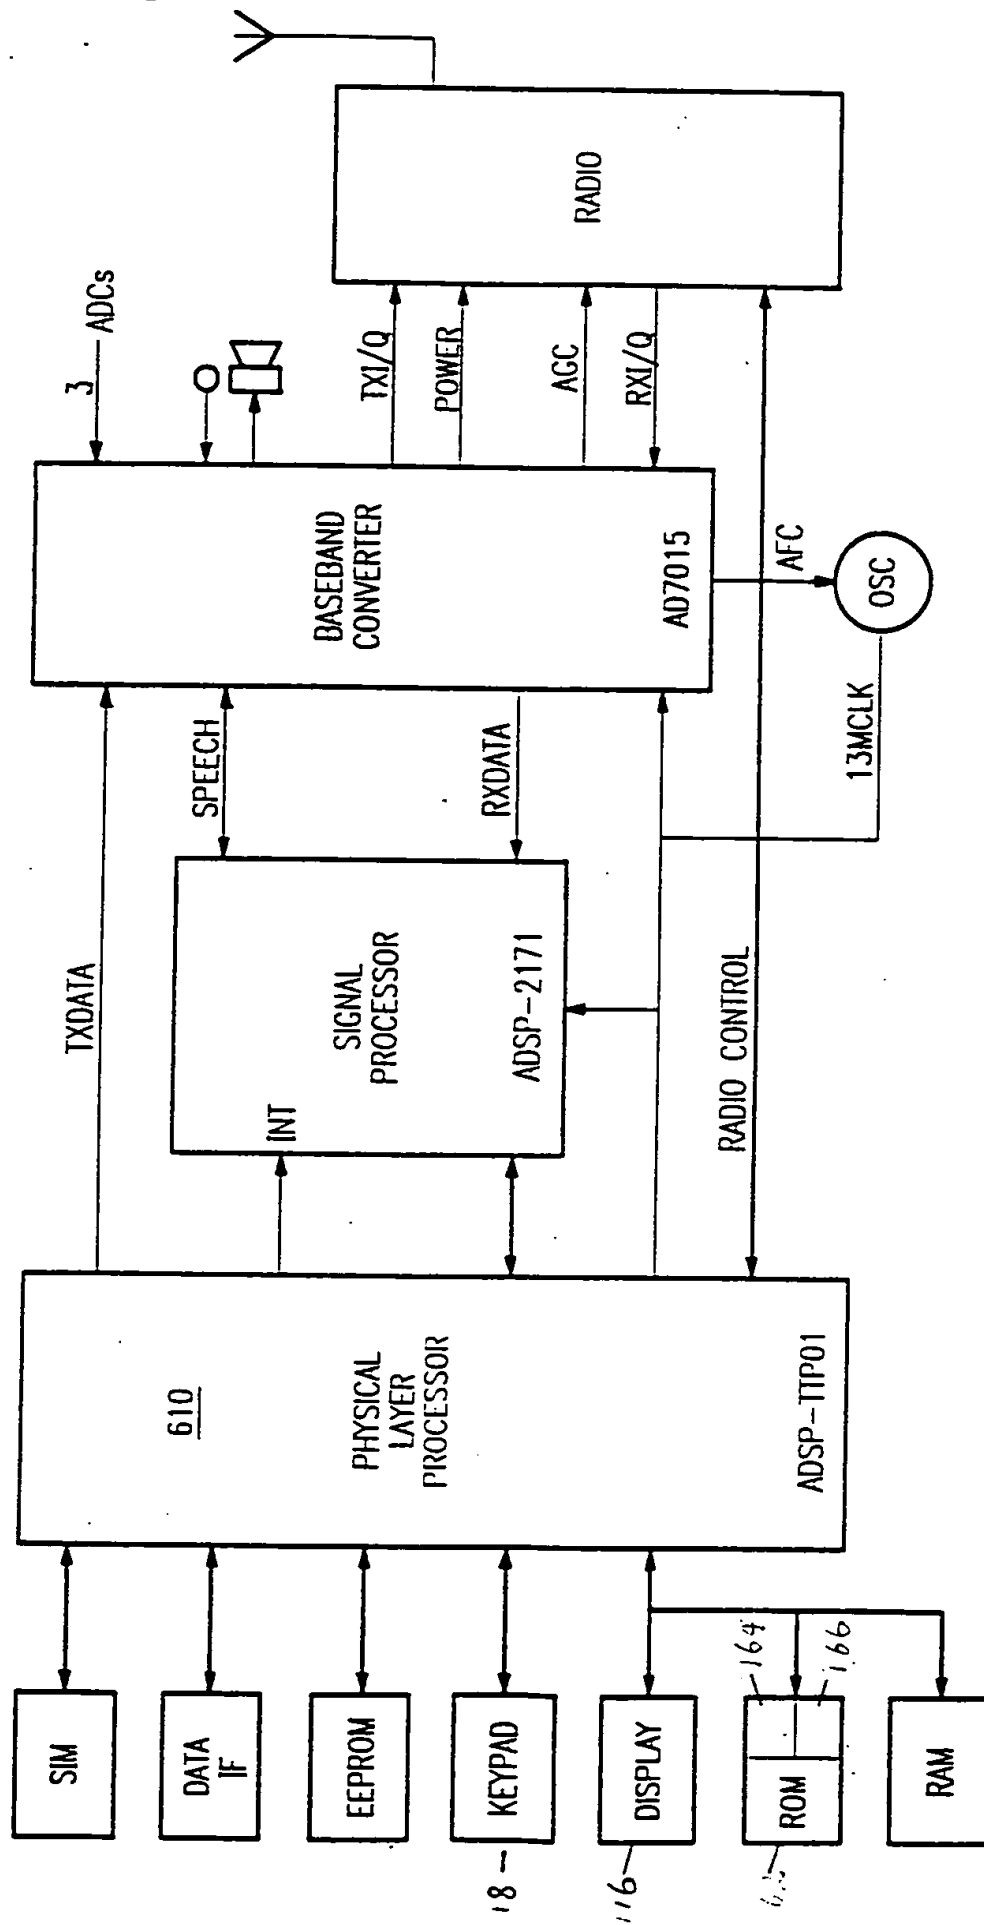 SIM
DATA
IF
EEPROM
KEYPAD
18
DISPLAY
116
ROM
164
166
RAM
610
PHYSICAL
LAYER
PROCESSOR
ADSP-TTP01
TXDATA
INT
SIGNAL
PROCESSOR
ADSP-2171
SPEECH
RXDATA
RADIO CONTROL
13MCLK
BASEBAND
CONVERTER
AD7015
AFC
OSC
3
ADCs
TXI/Q
POWER
AGC
RXI/Q
RADIO